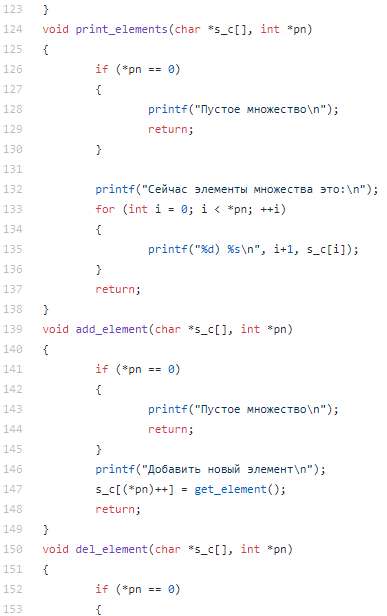 123 }
124 void print_elements(char *s_c[], int *pn)
125 {
126 if (*pn == 0)
127 {
128 printf("Пустое множество\n");
129 return;
130 }
131
132 printf("Сейчас элементы множества это:\n");
133 for (int i = 0; i < *pn; ++i)
134 {
135 printf("%d) %s\n", i+1, s_c[i]);
136 }
137 return;
138 }
139 void add_element(char *s_c[], int *pn)
140 {
141 if (*pn == 0)
142 {
143 printf("Пустое множество\n");
144 return;
145 }
146 printf("Добавить новый элемент\n");
147 s_c[(*pn)++] = get_element();
148 return;
149 }
150 void del_element(char *s_c[], int *pn)
151 {
152 if (*pn == 0)
153 {